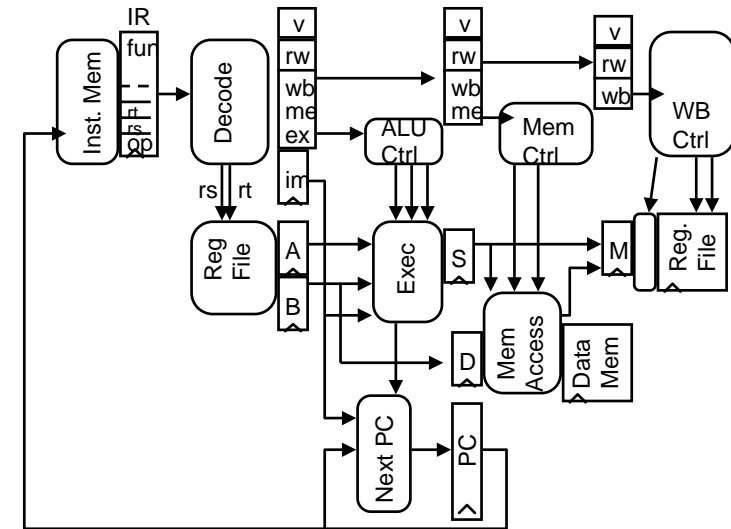 IR
fun
rt
rs
op
Inst. Mem
Decode
rs
rt
v
rw
wb
me
ex
im
v
rw
wb
me
v
rw
wb
WB
Ctrl
ALU
Ctrl
Mem
Ctrl
Reg
File
A
B
Exec
S
M
Reg.
File
D
Mem
Access
Data
Mem
Next PC
PC